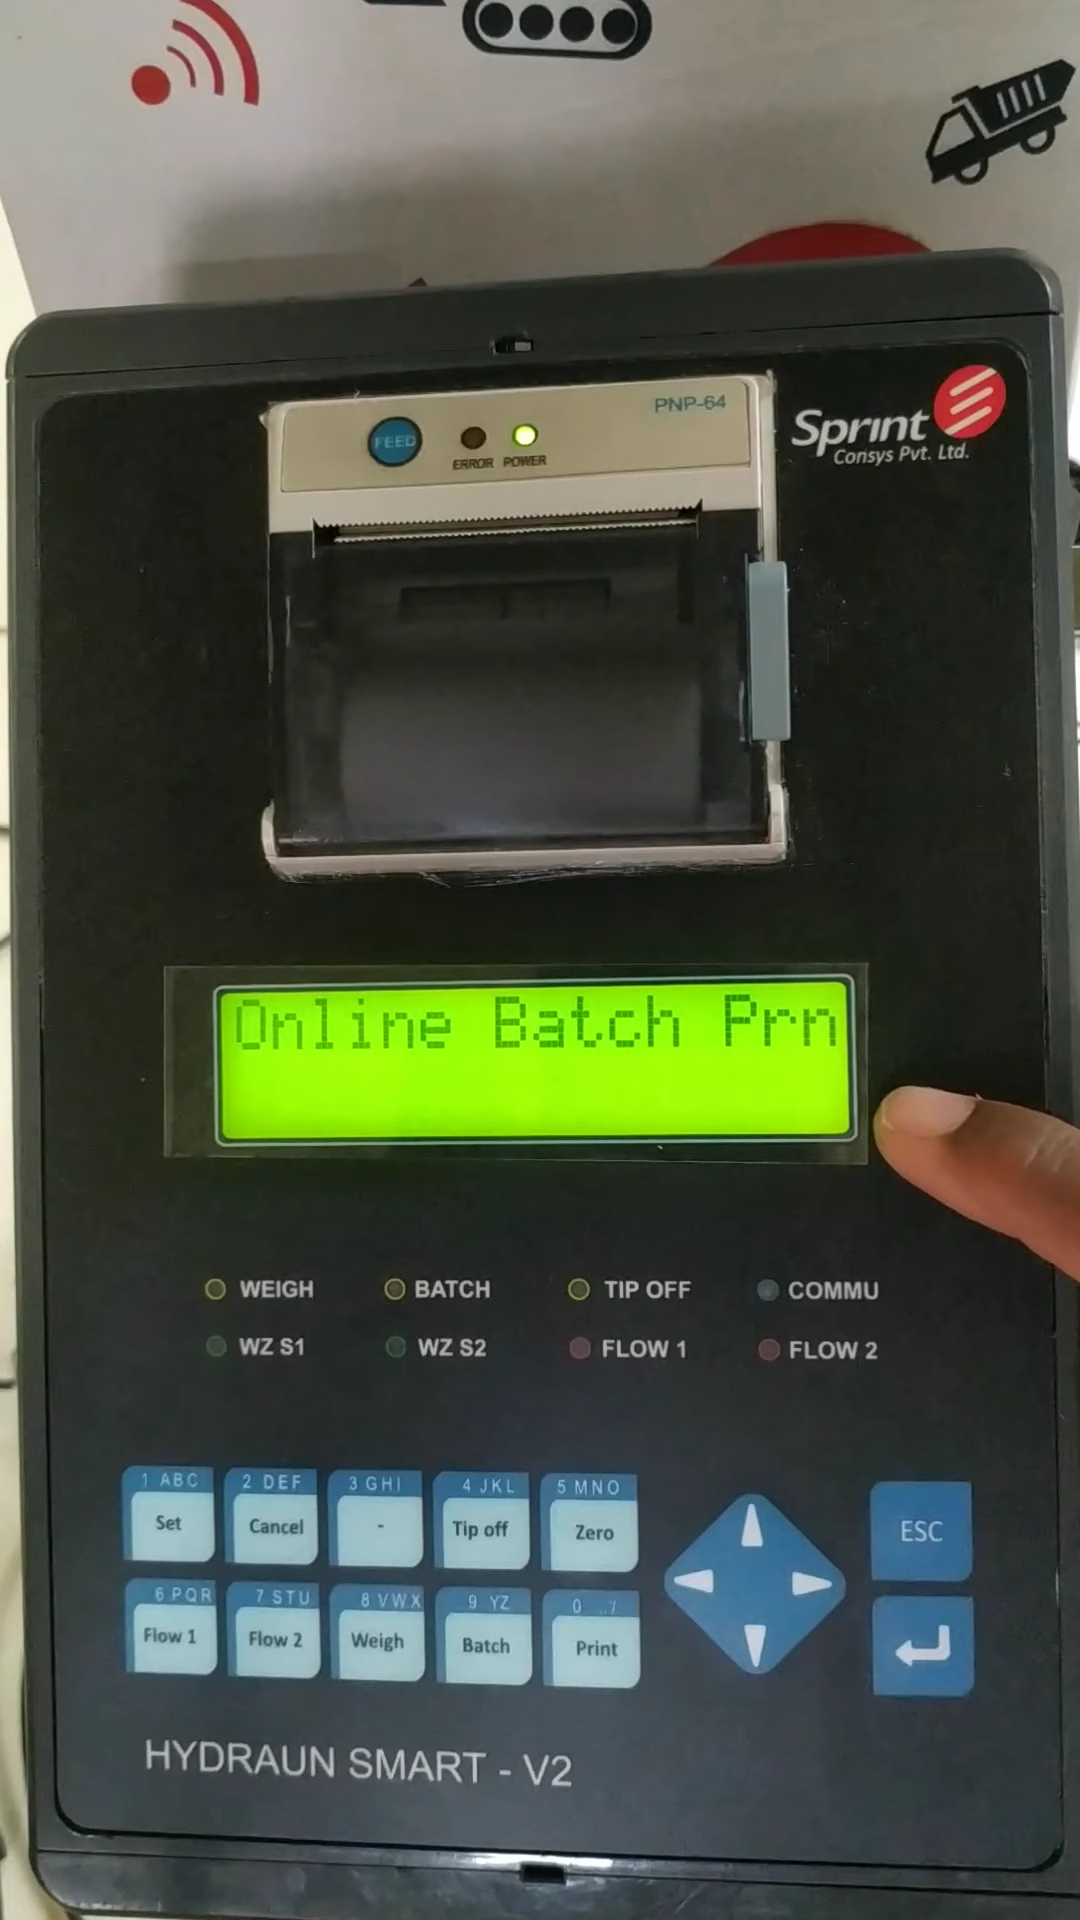 PNP-64
FEED
ERROR POWER
Sprint
Consys Pvt. Ltd.
Online Batch Prn
WEIGH BATCH TIP OFF COMMU
WZ S1 WZ S2 FLOW 1 FLOW 2
1 ABC 2 DEF 3 GHI 4 JKL 5 MNO
Set Cancel - Tip off Zero
ESC
6 PQR 7 STU 8 VWX 9 YZ 0 ../
Flow 1 Flow 2 Weigh Batch Print
HYDRAUN SMART - V2